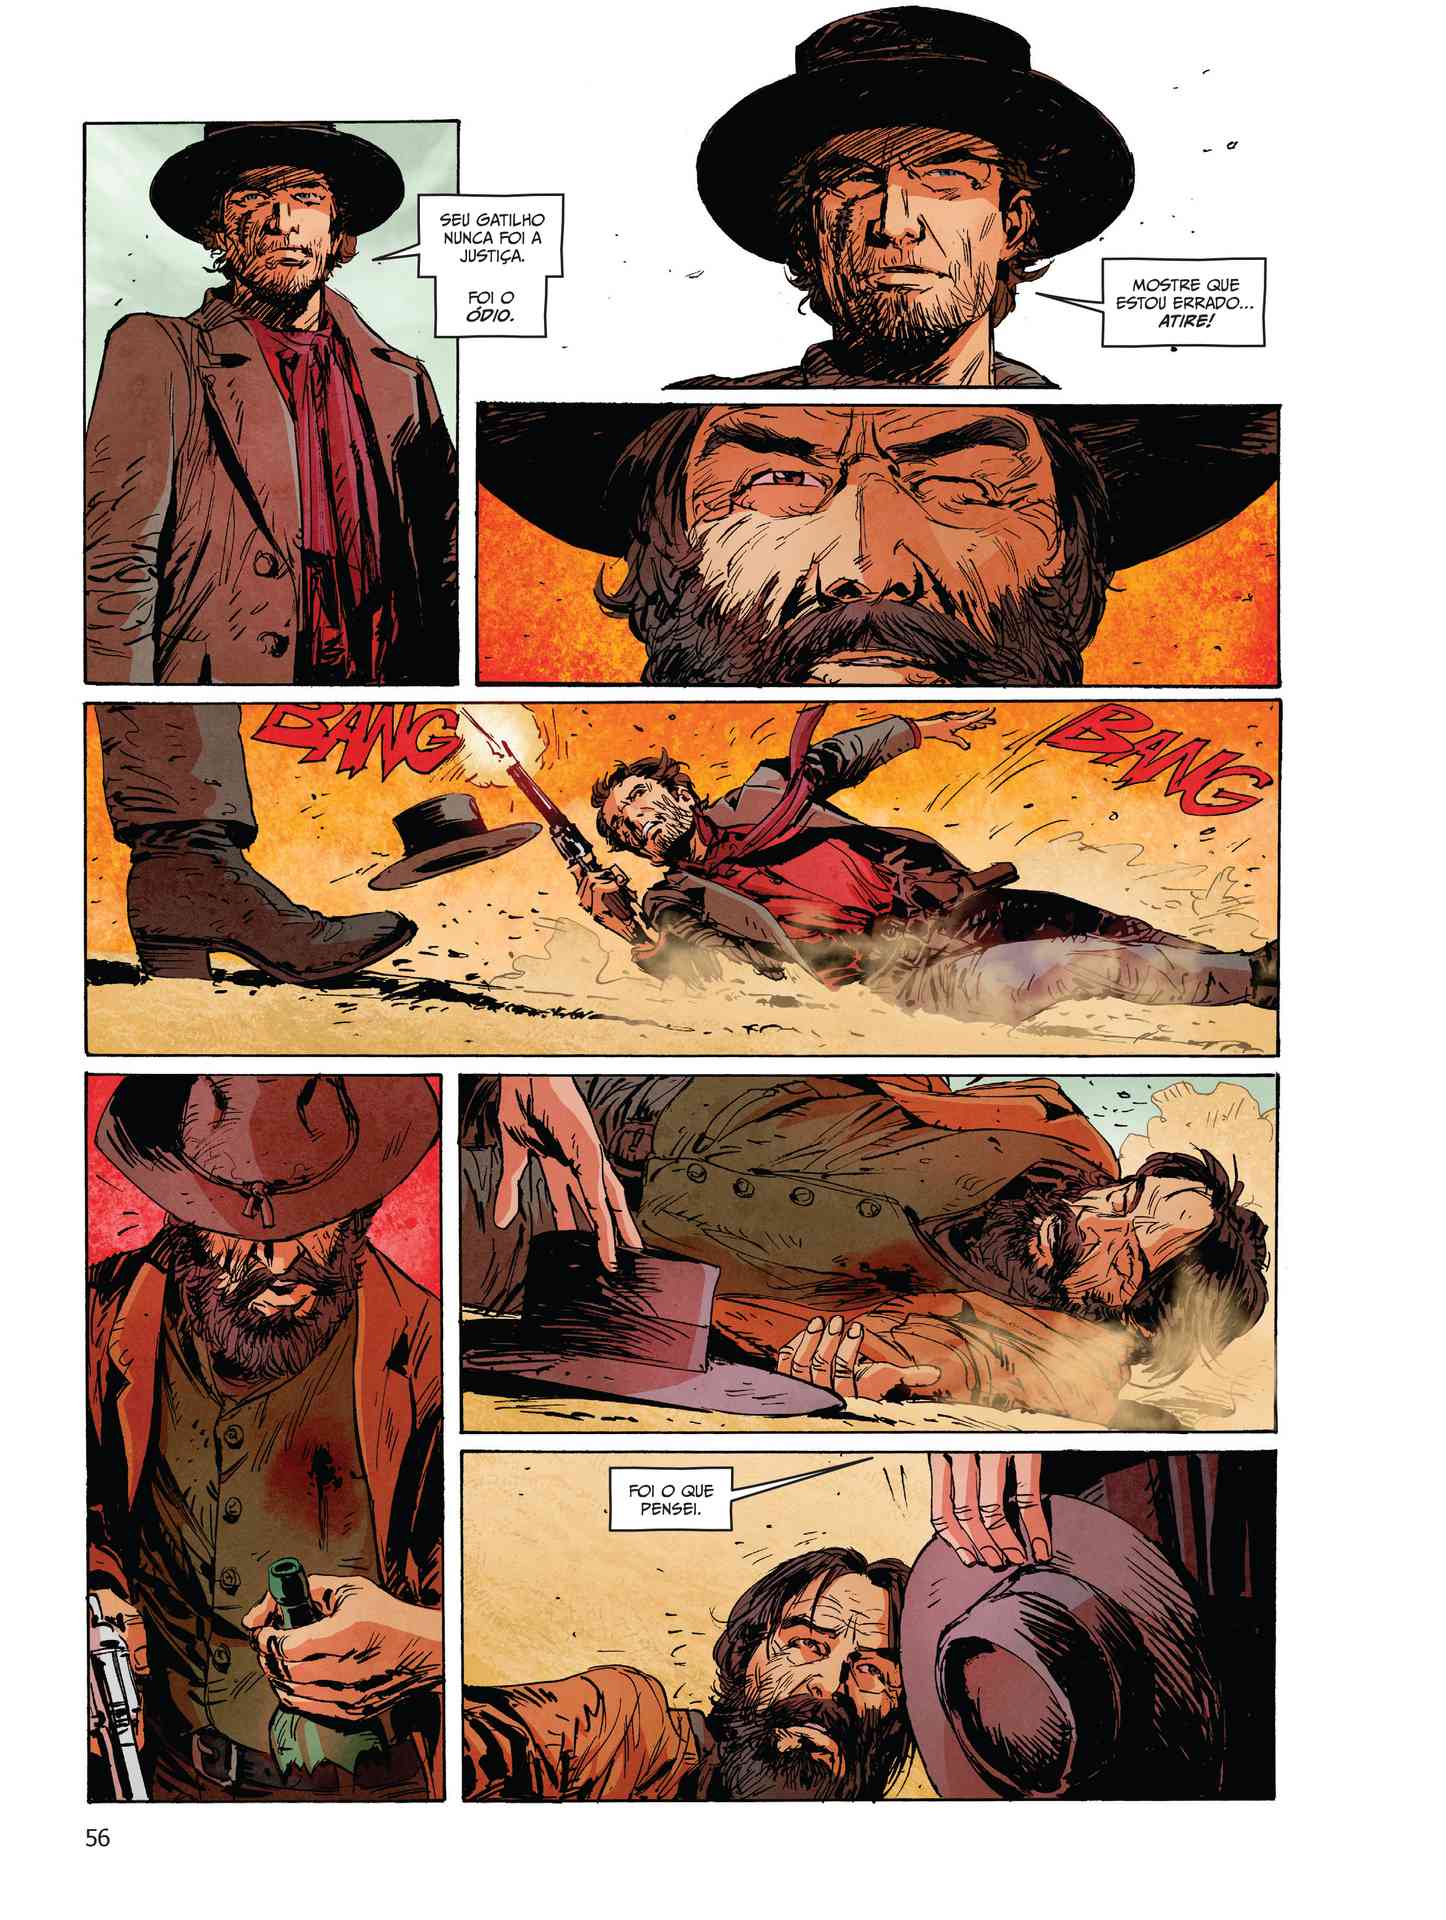 SEU GATILHO
NUNCA FOI A
JUSTIÇA.
FOI O
ÓDIO.
MOSTRE QUE
ESTOU ERRADO...
ATIRE!
BANG
BANG
FOI O QUE
PENSEI.
56